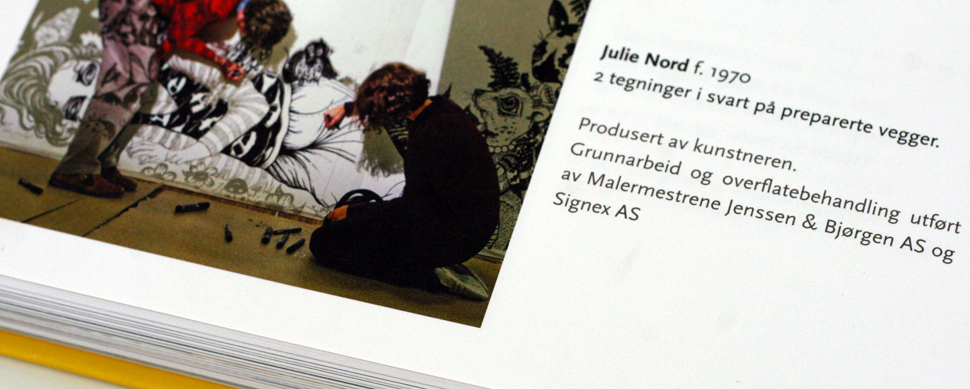 Julie Nord f. 1970
2 tegninger i svart på preparerte vegger.
Produsert av kunstneren.
Grunnarbeid og overflatebehandling utført
av Malermestrene Jenssen & Bjørgen AS og
Signex AS